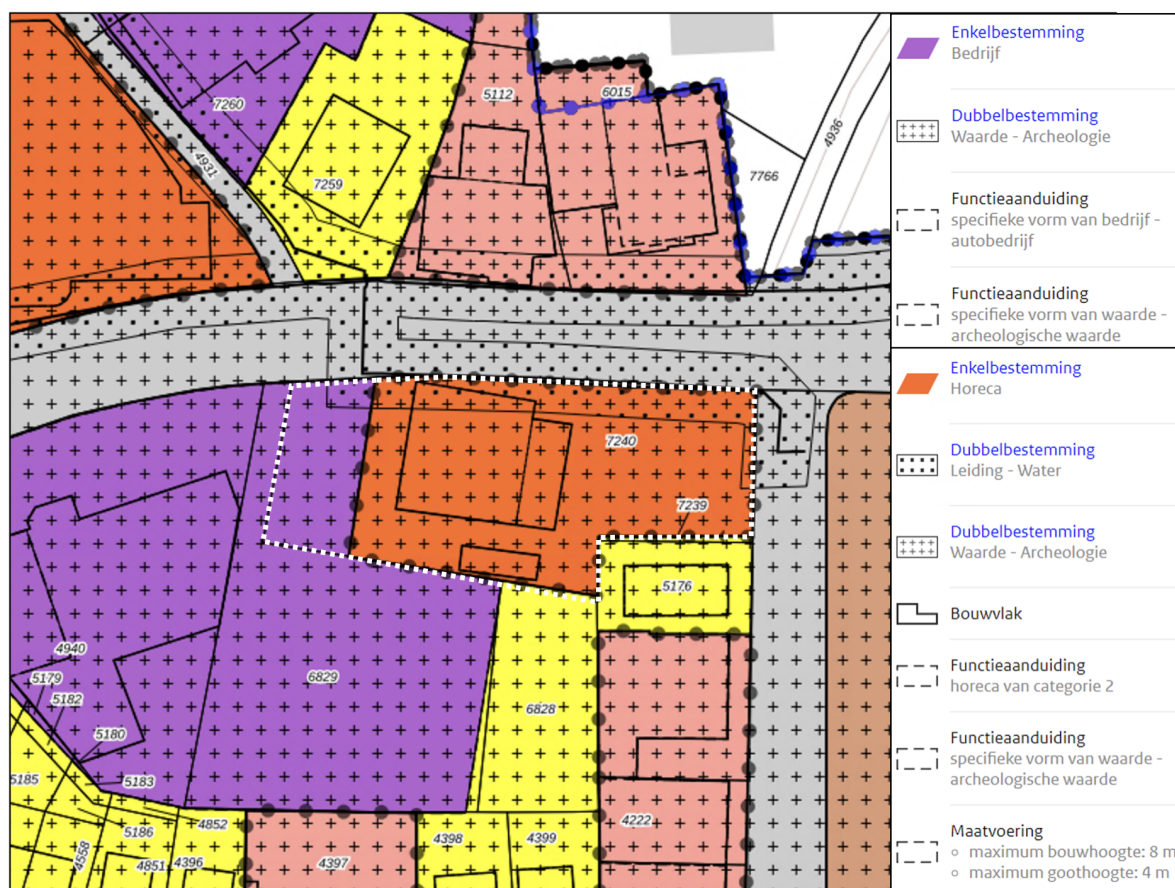 5112
6015
7260
4936
4931
7766
7259
7240
7239
5176
4940
5179
5182
6829
6828
5180
5183
5185
5186
4852
4558
4851
4396
4397
4398
4399
4222
Enkelbestemming
Bedrijf
Dubbelbestemming
Waarde - Archeologie
Functieaanduiding
specifieke vorm van bedrijf -
autobedrijf
Functieaanduiding
specifieke vorm van waarde -
archeologische waarde
Enkelbestemming
Horeca
Dubbelbestemming
Leiding - Water
Dubbelbestemming
Waarde - Archeologie
Bouwvlak
Functieaanduiding
horeca van categorie 2
Functieaanduiding
specifieke vorm van waarde -
archeologische waarde
Maatvoering
maximum bouwhoogte: 8 m
maximum goothoogte: 4 m